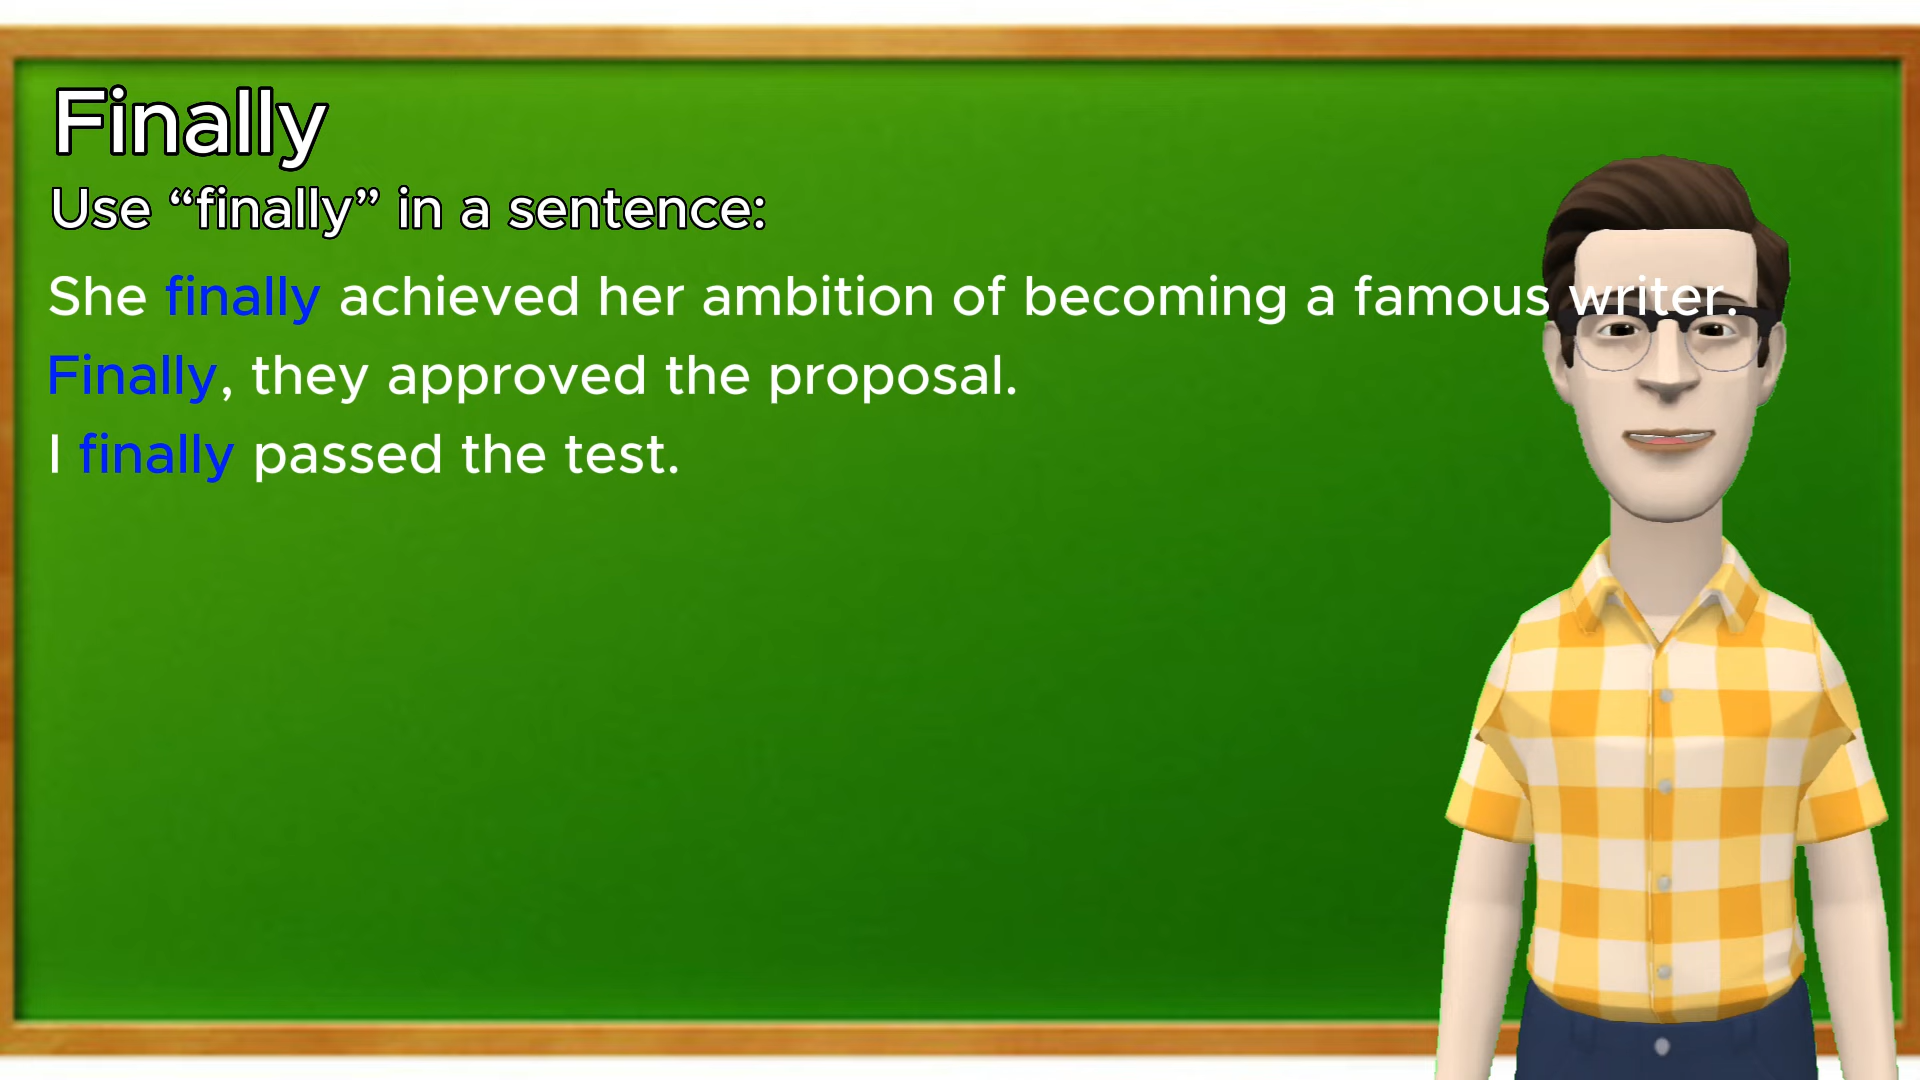 Finally
Use “finally” in a sentence:
She finally achieved her ambition of becoming a famous writer.
Finally, they approved the proposal.
I finally passed the test.